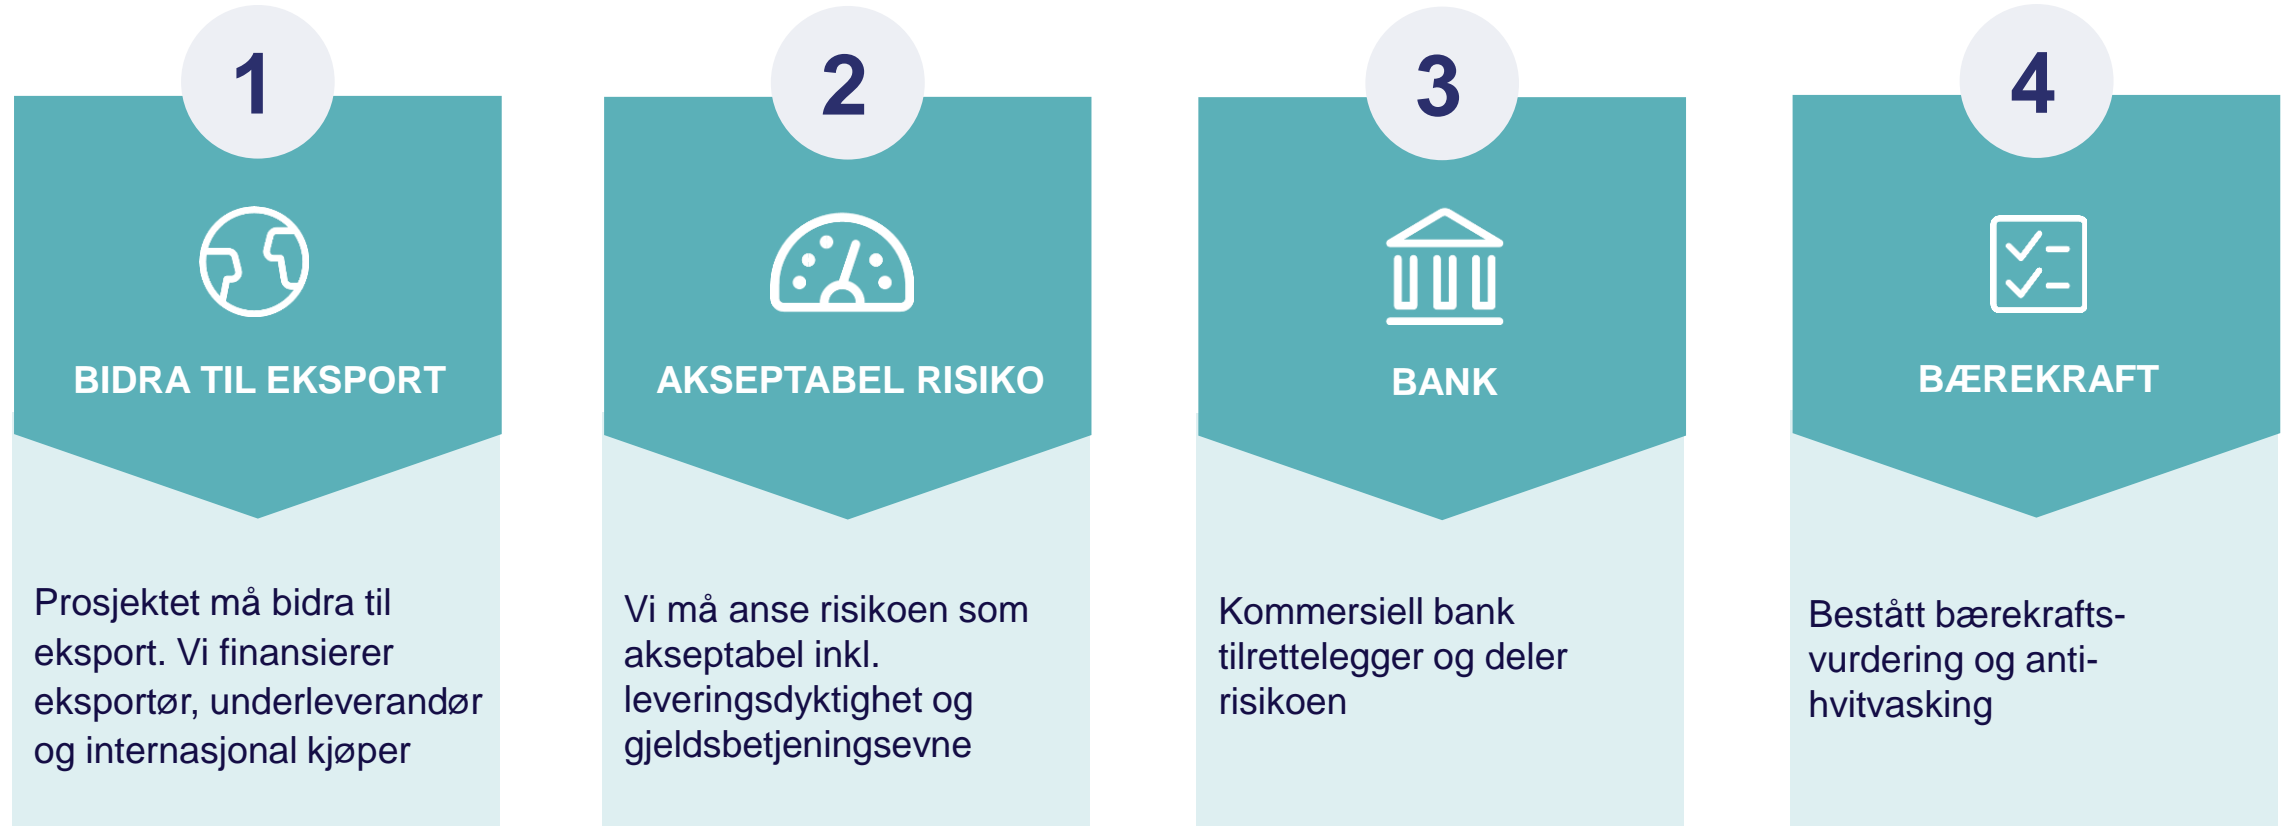 1
BIDRA TIL EKSPORT
Prosjektet må bidra til
eksport. Vi finansierer
eksportør, underleverandør
og internasjonal kjøper
2
AKSEPTABEL RISIKO
Vi må anse risikoen som
akseptabel inkl.
leveringsdyktighet og
gjeldsbetjeningsevne
3
BANK
Kommersiell bank
tilrettelegger og deler
risikoen
4
BÆREKRAFT
Bestått bærekrafts-
vurdering og anti-
hvitvasking